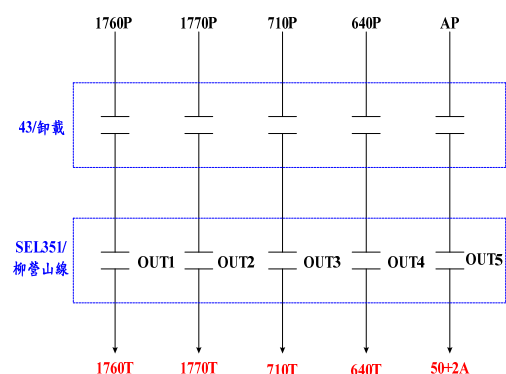 1760P 1770P 710P 640P AP
43/卸載
SEL351/
柳營山線
OUT1 OUT2 OUT3 OUT4 OUT5
1760T 1770T 710T 640T 50+2A